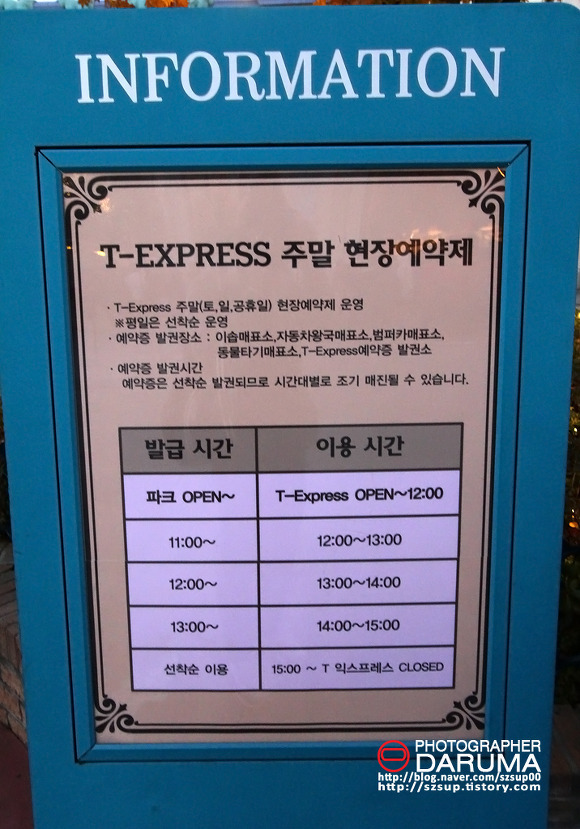 INFORMATION
T-EXPRESS 주말 현장예약제
· T-Express 주말(토,일,공휴일) 현장예약제 운영
※평일은 선착순 운영
· 예약증 발권장소 : 이솝매표소,자동차왕국매표소,범퍼카매표소,
동물타기매표소,T-Express예약증 발권소
· 예약증 발권시간
예약증은 선착순 발권되므로 시간대별로 조기 매진될 수 있습니다.
발급 시간 이용 시간
파크 OPEN~ T-Express OPEN~12:00
11:00~ 12:00~13:00
12:00~ 13:00~14:00
13:00~ 14:00~15:00
선착순 이용 15:00 ~ T 익스프레스 CLOSED
PHOTOGRAPHER
DARUMA
http://blog.naver.com/szsup00
http://szsup.tistory.com